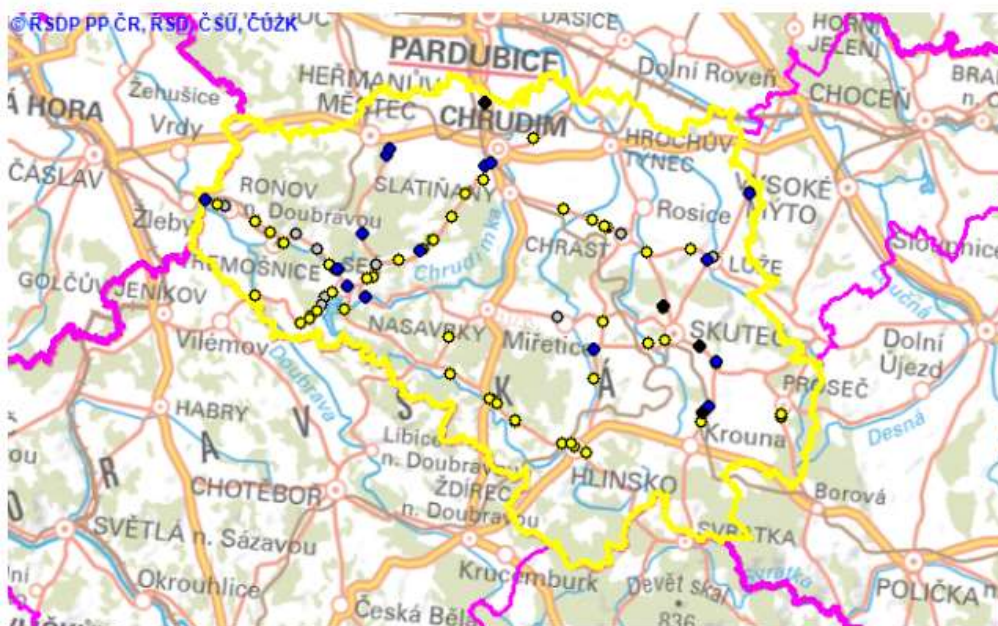 © ŘSDP PP ČR, ŘSD, ČSÚ, ČÚZK
DAŠICE
HORNÍ
JELENÍ
PARDUBICE
Dolní Roveň
HEŘMANŮV
MĚSTEC
Žehušice
CHOCEŇ
Á HORA
CHRUDIM
Vrdy
HROCHŮV
TÝNEC
ČÁSLAV
RONOV
n. Doubravou
SLATIŇANY
VYSOKÉ
MÝTO
Žleby
Rosice
Chrudimka
CHRAST
Sloupnice
TŘEMOŠNICE
SEČ
LUŽE
GOLČŮV JENÍKOV
Loučná
NASAVRKY
Miřetice
SKUTEČ
Dolní
Újezd
Vilémov
Doubrava
PROSEČ
HABRY
Desná
Krouna
Libice
n. Doubravou
CHOTĚBOŘ
ŽDÍREC
n. Doubravou
HLINSKO
Borová
SVĚTLÁ n. Sázavou
SVRATKA
Svratka
Krucemburk
Devět skal
836
POLIČKA
Okrouhlice
Česká Bělá